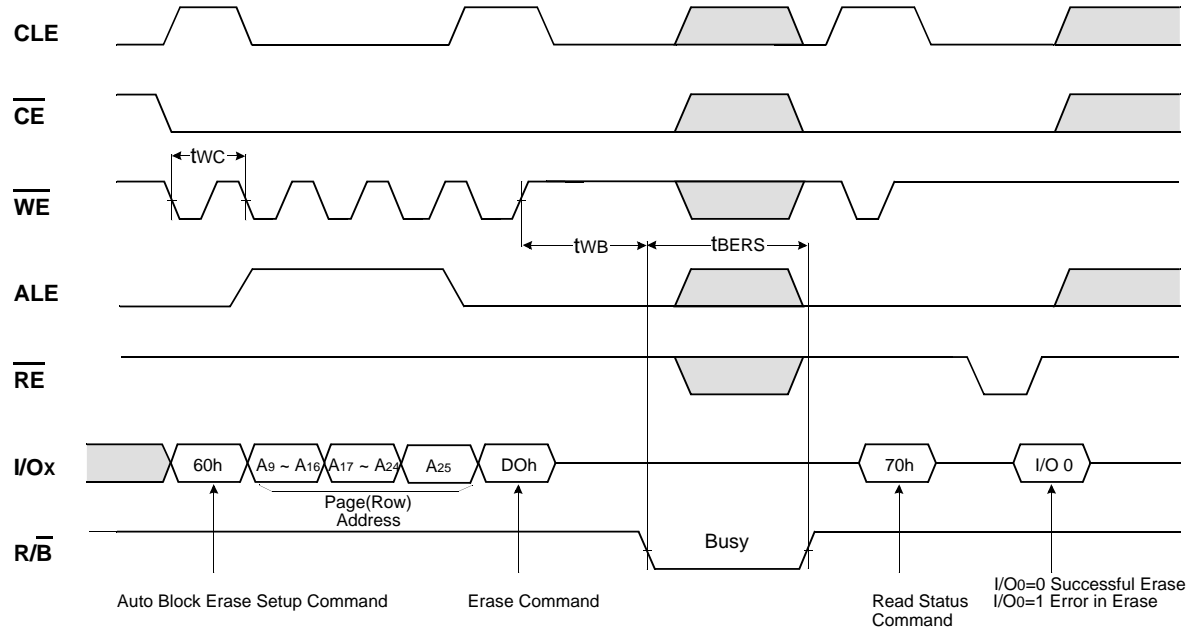 CLE
CE
tWC
WE
tWB
tBERS
ALE
RE
I/Ox
60h
A9 ~ A16
A17 ~ A24
A25
DOh
70h
I/O 0
Page(Row)
Address
R/B
Busy
Auto Block Erase Setup Command
Erase Command
Read Status
Command
I/O0=0 Successful Erase
I/O0=1 Error in Erase